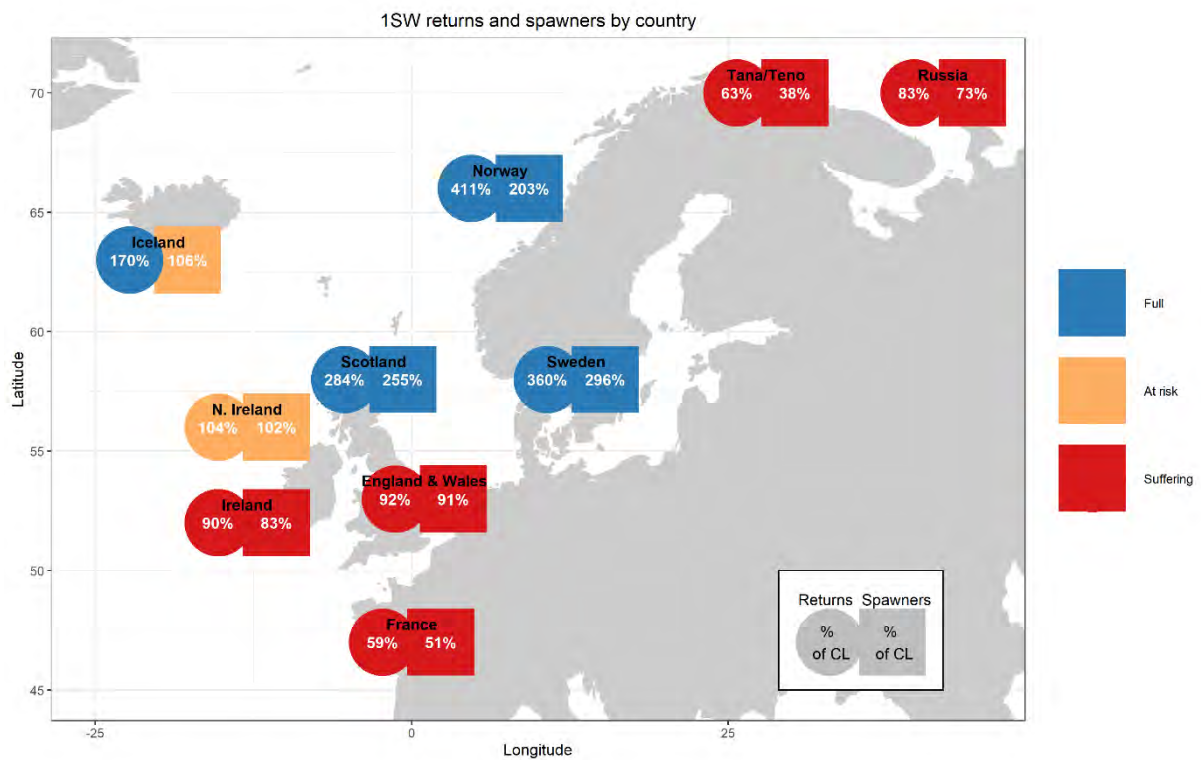 1SW returns and spawners by country
Tana/Teno
63% 38%
Russia
83% 73%
Norway
411% 203%
Iceland
170% 106%
Scotland
284% 255%
Sweden
360% 296%
N. Ireland
104% 102%
England & Wales
92% 91%
Ireland
90% 83%
France
59% 51%
Returns Spawners
% %
of CL of CL
Full
At risk
Suffering
70
65
60
55
50
45
Latitude
-25 0 25
Longitude